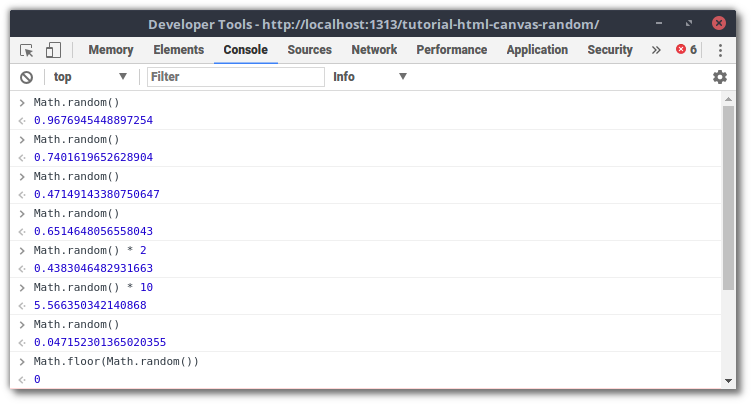 Developer Tools - http://localhost:1313/tutorial-html-canvas-random/
Memory Elements Console Sources Network Performance Application Security » 6
top Filter Info
Math.random()
0.9676945448897254
Math.random()
0.7401619652628904
Math.random()
0.47149143380750647
Math.random()
0.6514648056558043
Math.random() * 2
0.4383046482931663
Math.random() * 10
5.566350342140868
Math.random()
0.047152301365020355
Math.floor(Math.random())
0